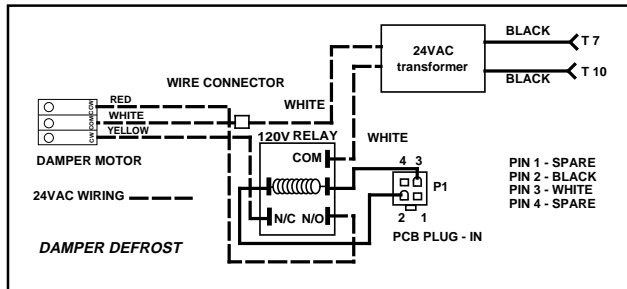 BLACK
T 7
24VAC
transformer
T 10
BLACK
WIRE CONNECTOR
RED
WHITE
WHITE
YELLOW
CCW
COM
CW
120V RELAY
WHITE
DAMPER MOTOR
COM
4 3
P1
PIN 1 - SPARE
PIN 2 - BLACK
PIN 3 - WHITE
PIN 4 - SPARE
24VAC WIRING
N/C N/O
2 1
PCB PLUG - IN
DAMPER DEFROST